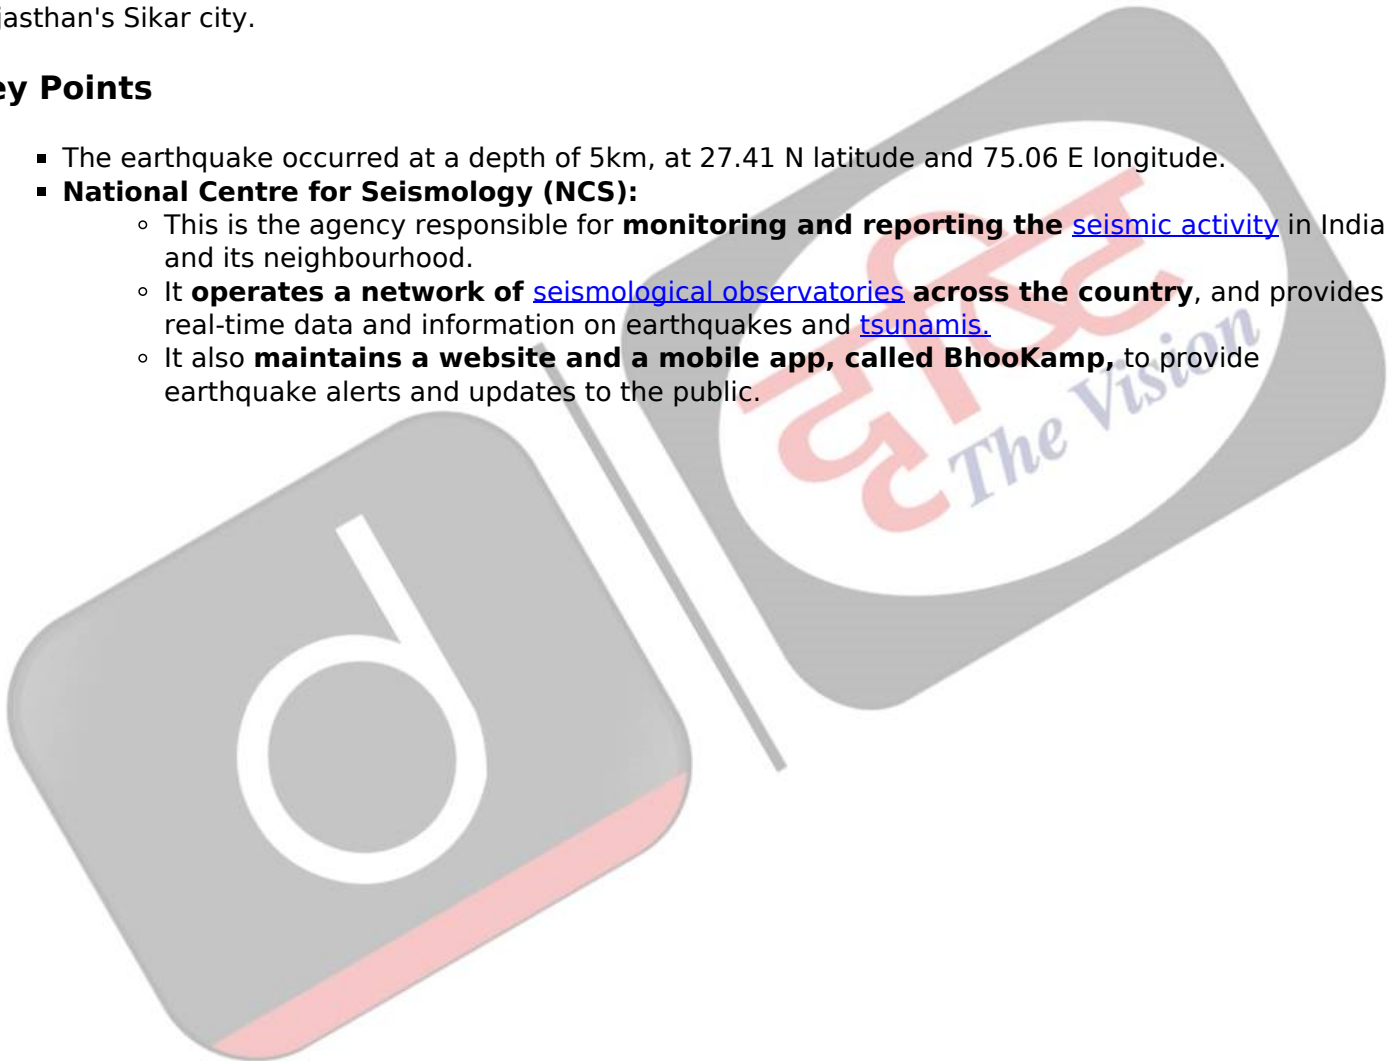 jasthan's Sikar city.
ey Points
▪ The earthquake occurred at a depth of 5km, at 27.41 N latitude and 75.06 E longitude.
▪ National Centre for Seismology (NCS):
◦ This is the agency responsible for monitoring and reporting the seismic activity in India
and its neighbourhood.
◦ It operates a network of seismological observatories across the country, and provides
real-time data and information on earthquakes and tsunamis.
◦ It also maintains a website and a mobile app, called BhooKamp, to provide
earthquake alerts and updates to the public.
दृष्टि
The Vision
d